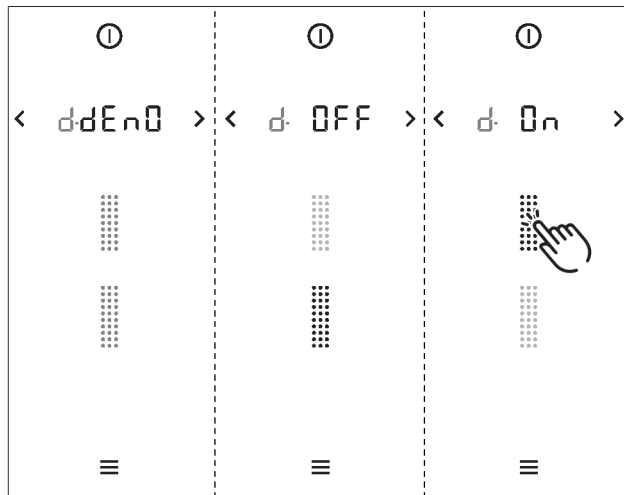 < d-dEnO >
< d- OFF >
< d- On >